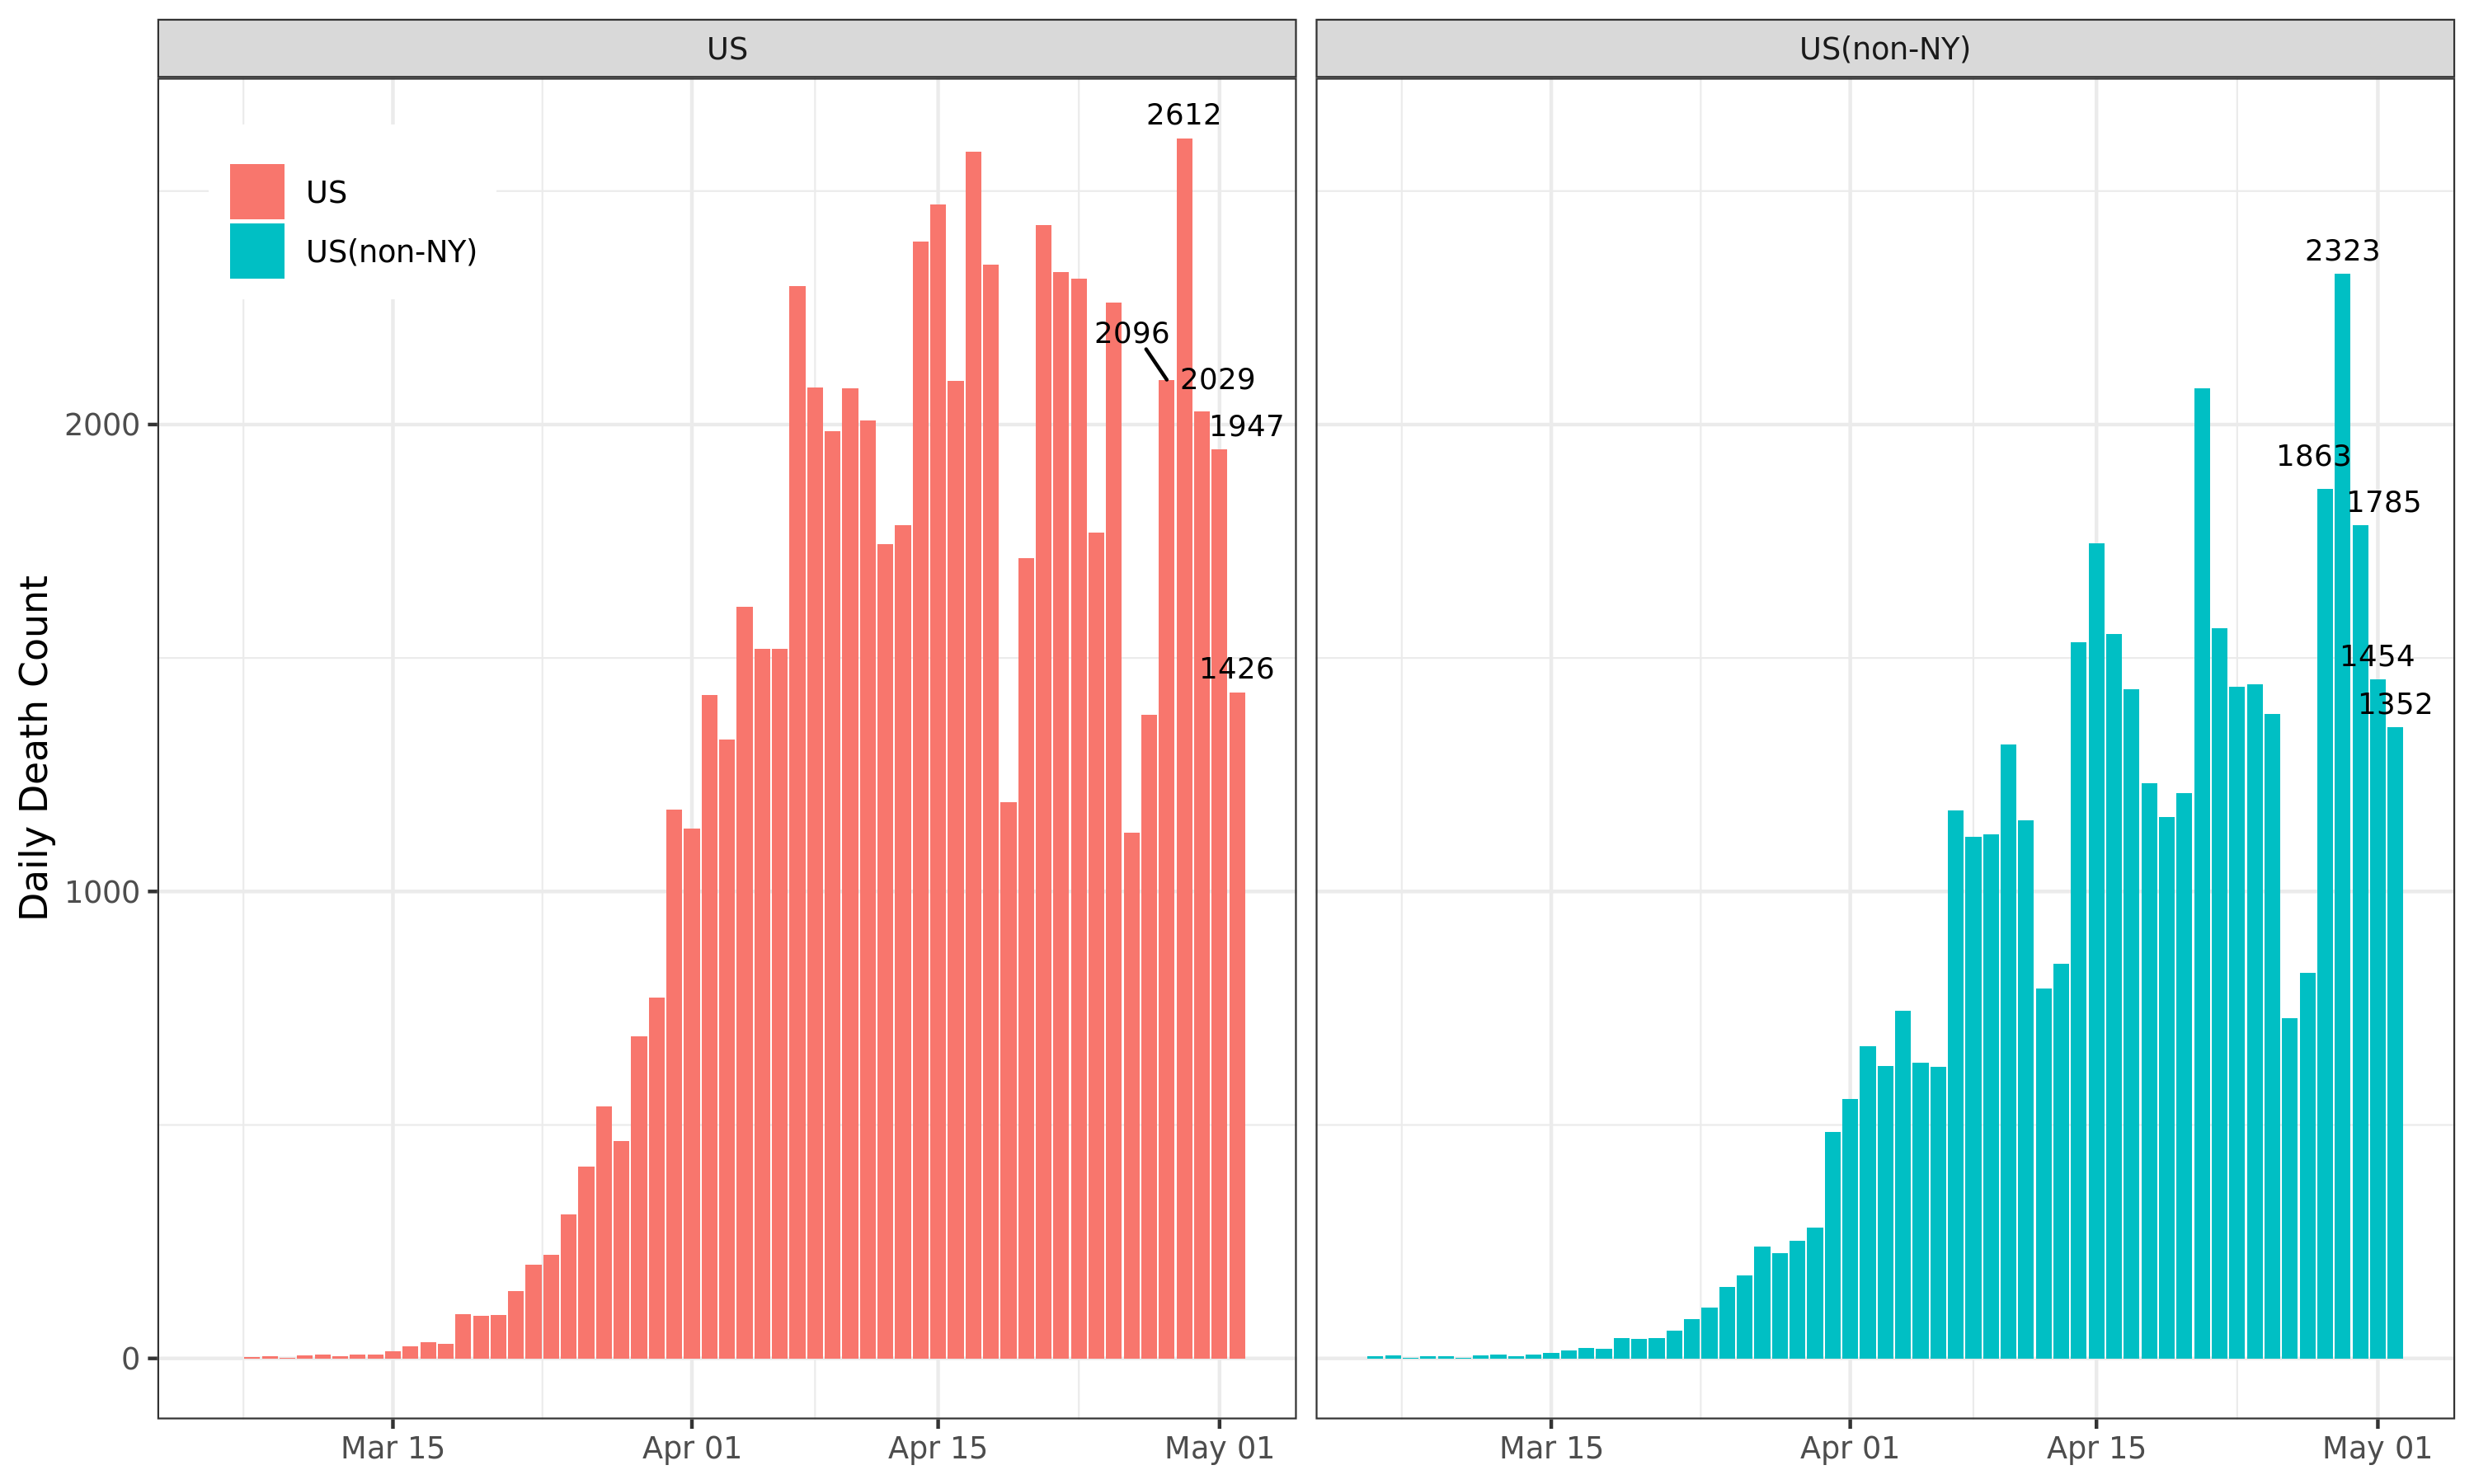 US
US(non-NY)
US
US(non-NY)
Daily Death Count
2000
1000
0
2612
2096
2029
1947
1426
2323
1863
1785
1454
1352
Mar 15
Apr 01
Apr 15
May 01
Mar 15
Apr 01
Apr 15
May 01